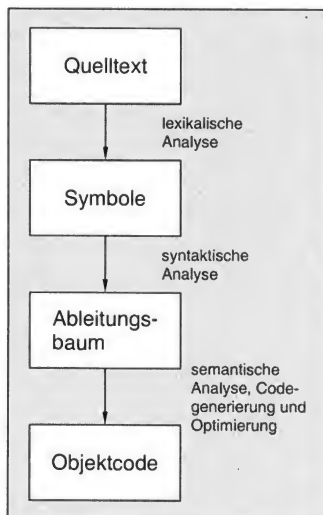 Quelltext
lexikalische
Analyse
Symbole
syntaktische
Analyse
Ableitungs-
baum
semantische
Analyse, Code-
generierung und
Optimierung
Objektcode